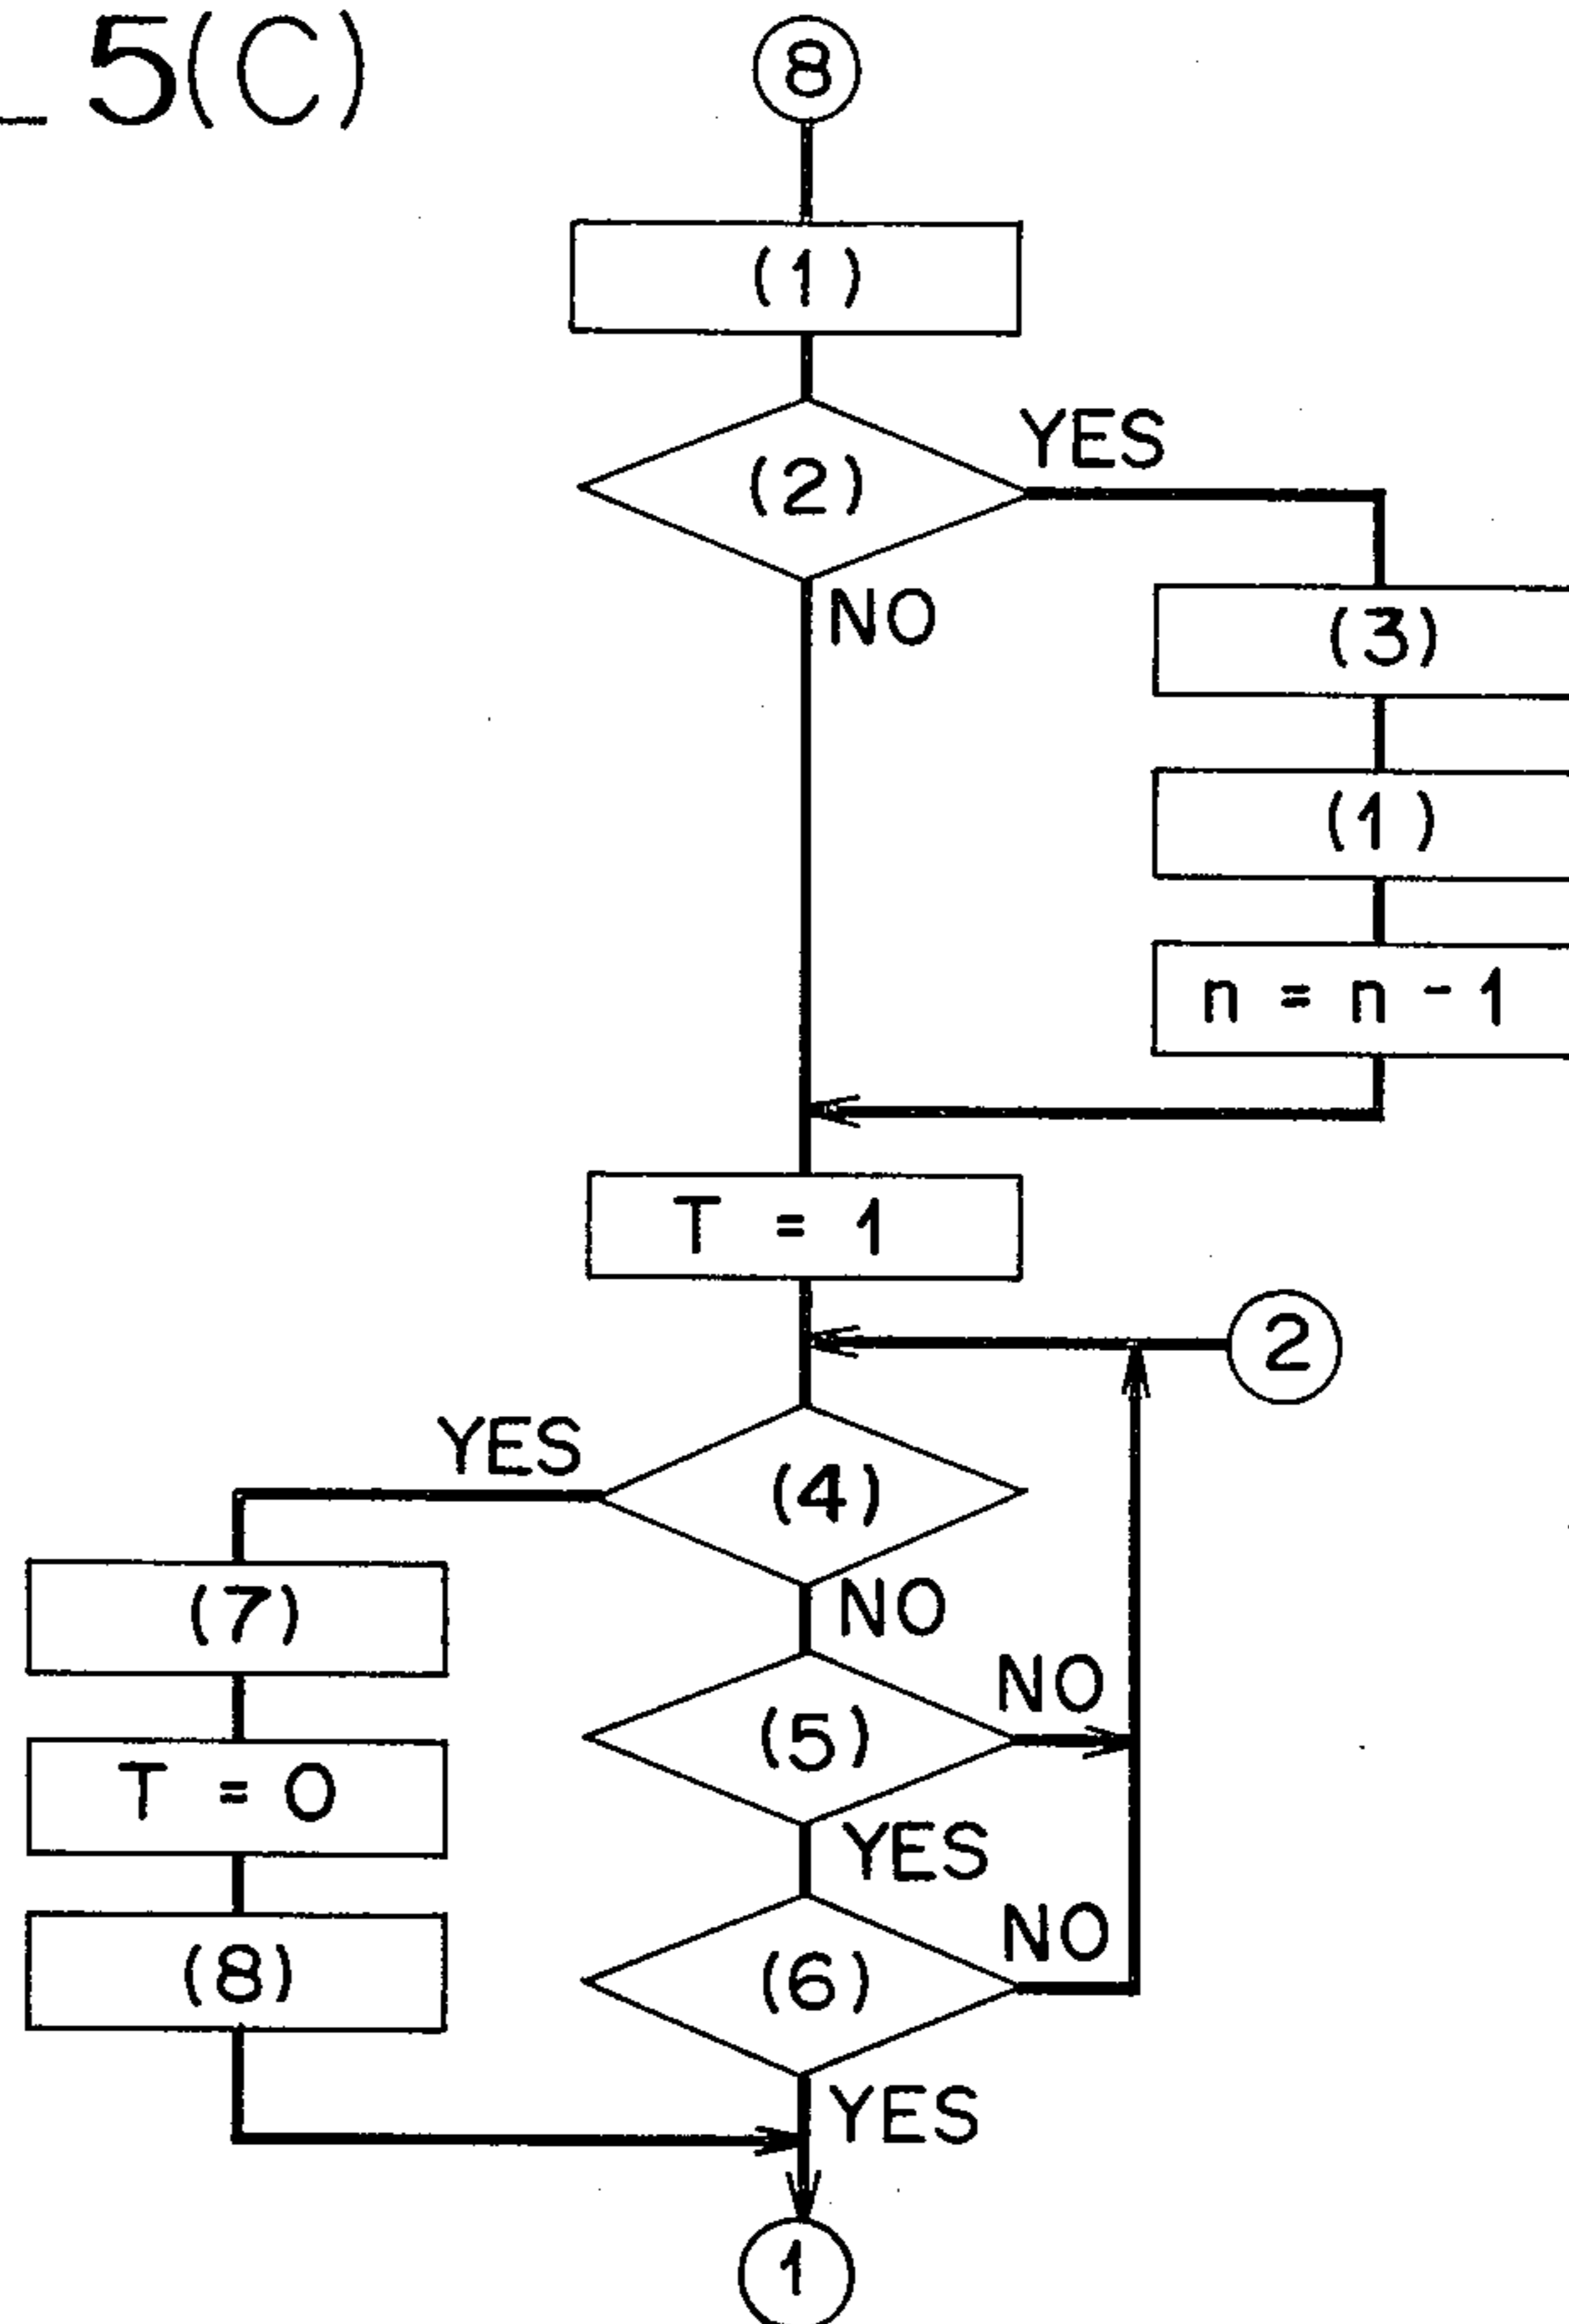 5(C)
8
(1)
(2)
YES
NO
(3)
(1)
n = n - 1
T = 1
2
YES
(4)
NO
(7)
(5)
NO
T = 0
YES
(6)
NO
(8)
YES
1